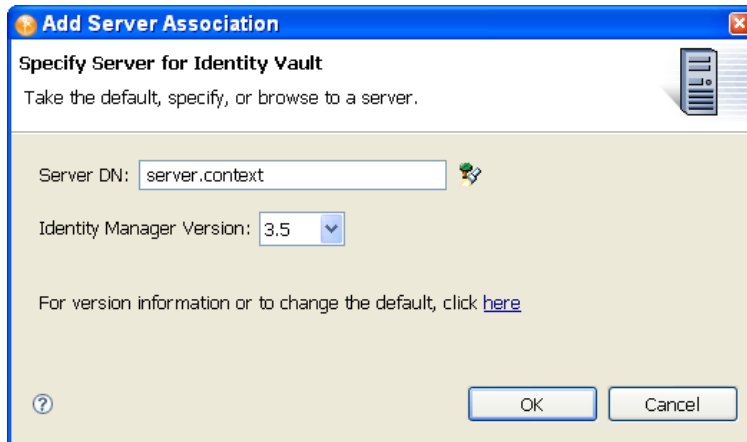 Add Server Association
Specify Server for Identity Vault
Take the default, specify, or browse to a server.
Server DN: server.context
Identity Manager Version: 3.5
For version information or to change the default, click here
? OK Cancel